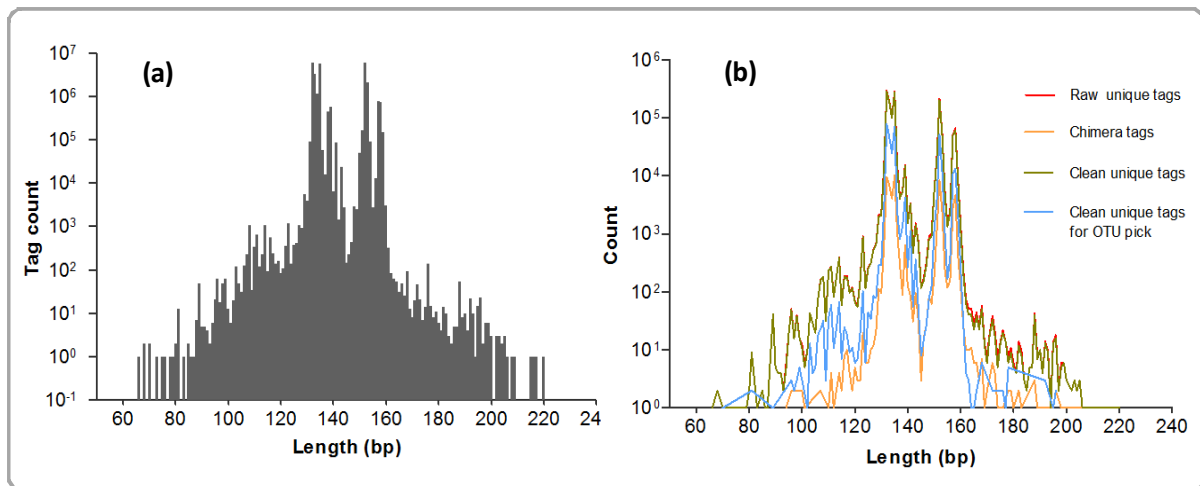 (a)
Tag count
10^7
10^6
10^5
10^4
10^3
10^2
10^1
10^0
10^-1
60 80 100 120 140 160 180 200 220 24
Length (bp)
(b)
Count
10^6
10^5
10^4
10^3
10^2
10^1
10^0
60 80 100 120 140 160 180 200 220 240
Length (bp)
Raw unique tags
Chimera tags
Clean unique tags
Clean unique tags
for OTU pick